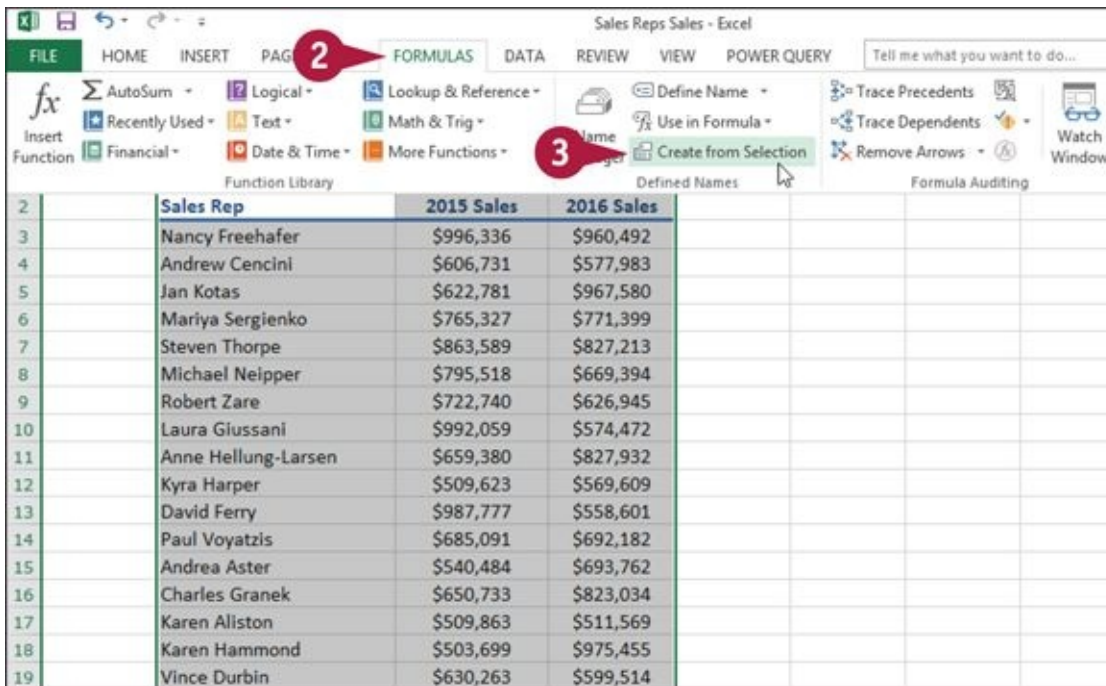 Sales Reps Sales - Excel
FILE HOME INSERT PAG 2 FORMULAS DATA REVIEW VIEW POWER QUERY Tell me what you want to do...
fx Insert Function
AutoSum
Recently Used
Financial
Logical
Text
Date & Time
Lookup & Reference
Math & Trig
More Functions
Function Library
Name
3
Define Name
Use in Formula
Create from Selection
Defined Names
Trace Precedents
Trace Dependents
Remove Arrows
Formula Auditing
Watch Window
2 Sales Rep 2015 Sales 2016 Sales
3 Nancy Freehafer $996,336 $960,492
4 Andrew Cencini $606,731 $577,983
5 Jan Kotas $622,781 $967,580
6 Mariya Sergienko $765,327 $771,399
7 Steven Thorpe $863,589 $827,213
8 Michael Neipper $795,518 $669,394
9 Robert Zare $722,740 $626,945
10 Laura Giussani $992,059 $574,472
11 Anne Hellung-Larsen $659,380 $827,932
12 Kyra Harper $509,623 $569,609
13 David Ferry $987,777 $558,601
14 Paul Voyatzis $685,091 $692,182
15 Andrea Aster $540,484 $693,762
16 Charles Granek $650,733 $823,034
17 Karen Aliston $509,863 $511,569
18 Karen Hammond $503,699 $975,455
19 Vince Durbin $630,263 $599,514